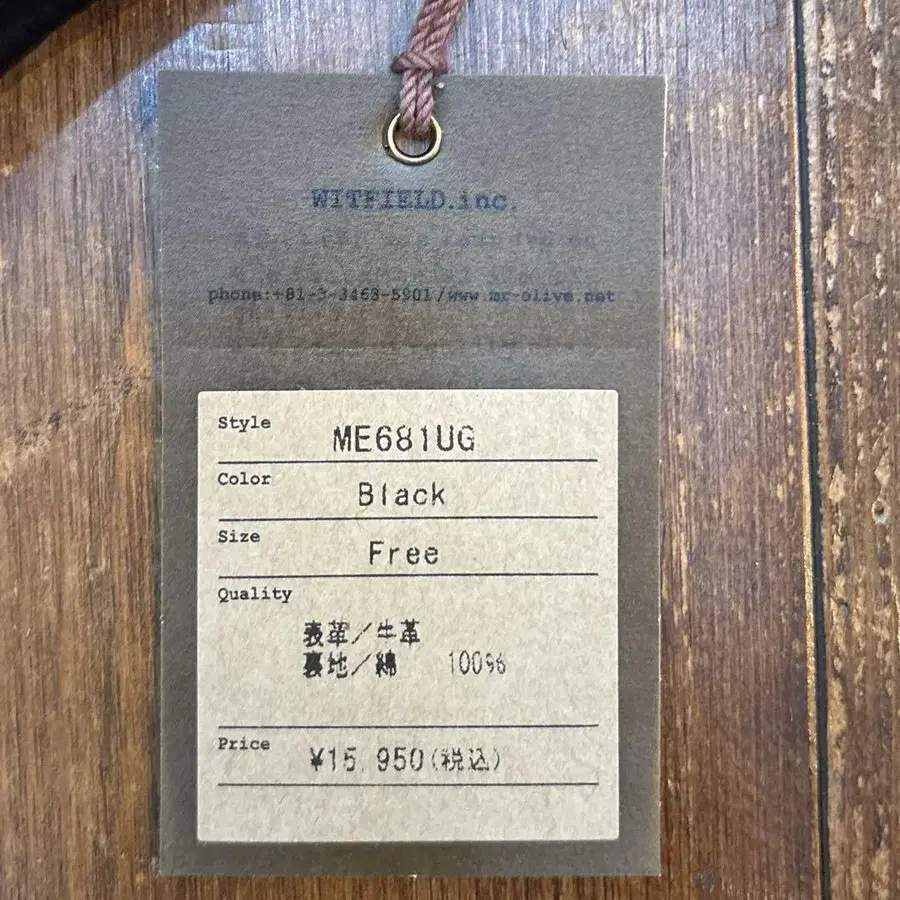 WITFIELD.inc.
phone:+81-3-3463-5901/www.mr-olive.net
Style ME681UG
Color Black
Size Free
Quality
表革／牛革
裏地／綿 100%
Price ¥15,950(税込)